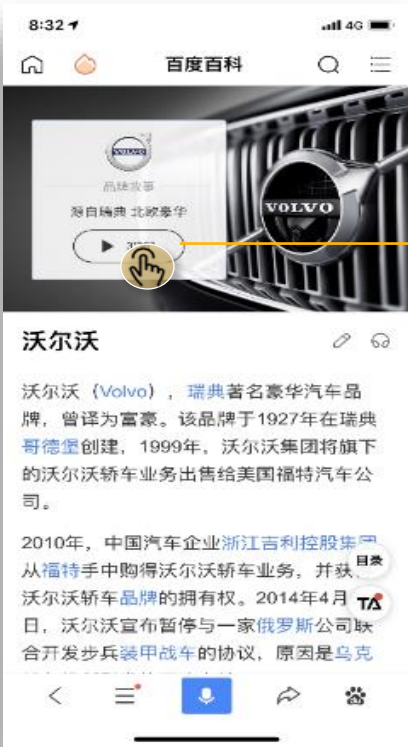 8:32
4G
百度百科
VOLVO
品牌故事
源自瑞典 北欧豪华
VOLVO
沃尔沃
沃尔沃（Volvo），瑞典著名豪华汽车品
牌，曾译为富豪。该品牌于1927年在瑞典
哥德堡创建，1999年，沃尔沃集团将旗下
的沃尔沃轿车业务出售给美国福特汽车公
司。
2010年，中国汽车企业浙江吉利控股集团
从福特手中购得沃尔沃轿车业务，并获
沃尔沃轿车品牌的拥有权。2014年4月
日，沃尔沃宣布暂停与一家俄罗斯公司联
合开发步兵装甲战车的协议，原因是乌克
目录
TA